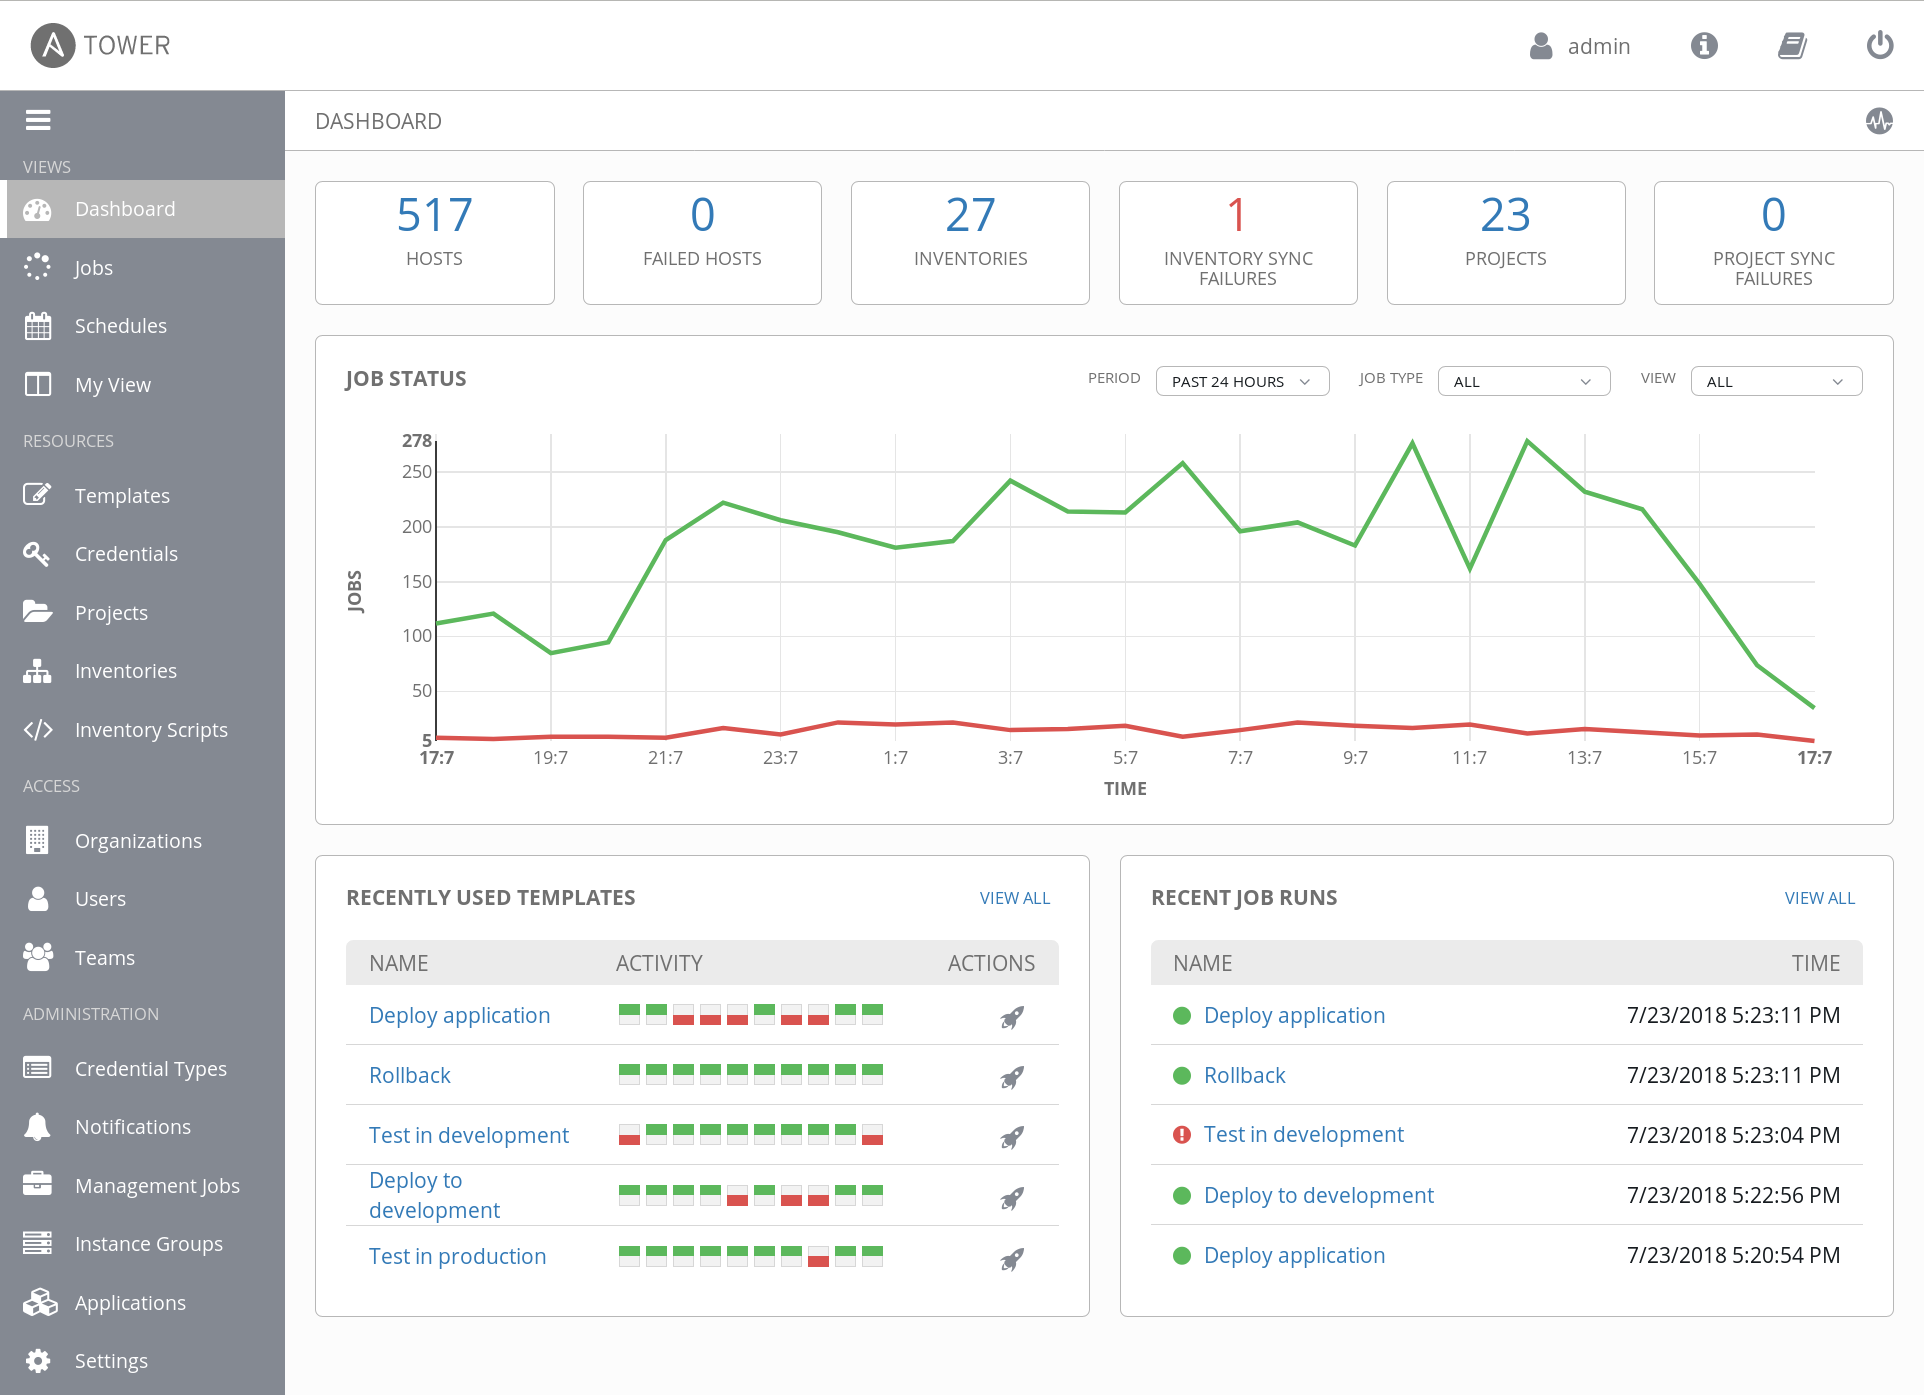 TOWER
admin
VIEWS
Dashboard
Jobs
Schedules
My View
RESOURCES
Templates
Credentials
Projects
Inventories
Inventory Scripts
ACCESS
Organizations
Users
Teams
ADMINISTRATION
Credential Types
Notifications
Management Jobs
Instance Groups
Applications
Settings
DASHBOARD
517
HOSTS
0
FAILED HOSTS
27
INVENTORIES
1
INVENTORY SYNC
FAILURES
23
PROJECTS
0
PROJECT SYNC
FAILURES
JOB STATUS
PERIOD PAST 24 HOURS JOB TYPE ALL VIEW ALL
278
250
200
150
100
50
5
JOBS
17:7 19:7 21:7 23:7 1:7 3:7 5:7 7:7 9:7 11:7 13:7 15:7 17:7
TIME
RECENTLY USED TEMPLATES VIEW ALL
NAME ACTIVITY ACTIONS
Deploy application
Rollback
Test in development
Deploy to
development
Test in production
RECENT JOB RUNS VIEW ALL
NAME TIME
Deploy application 7/23/2018 5:23:11 PM
Rollback 7/23/2018 5:23:11 PM
Test in development 7/23/2018 5:23:04 PM
Deploy to development 7/23/2018 5:22:56 PM
Deploy application 7/23/2018 5:20:54 PM